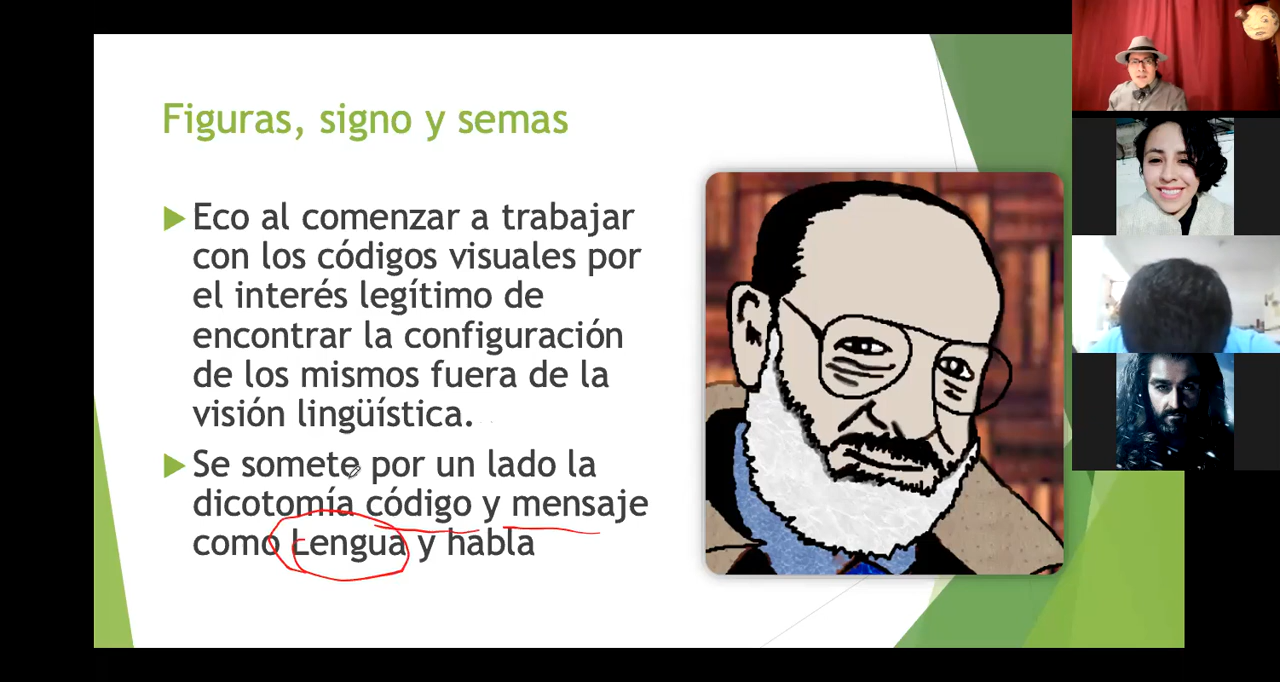 Figuras, signo y semas
Eco al comenzar a trabajar
con los códigos visuales por
el interés legítimo de
encontrar la configuración
de los mismos fuera de la
visión lingüística.
Se somete por un lado la
dicotomía código y mensaje
como Lengua y habla